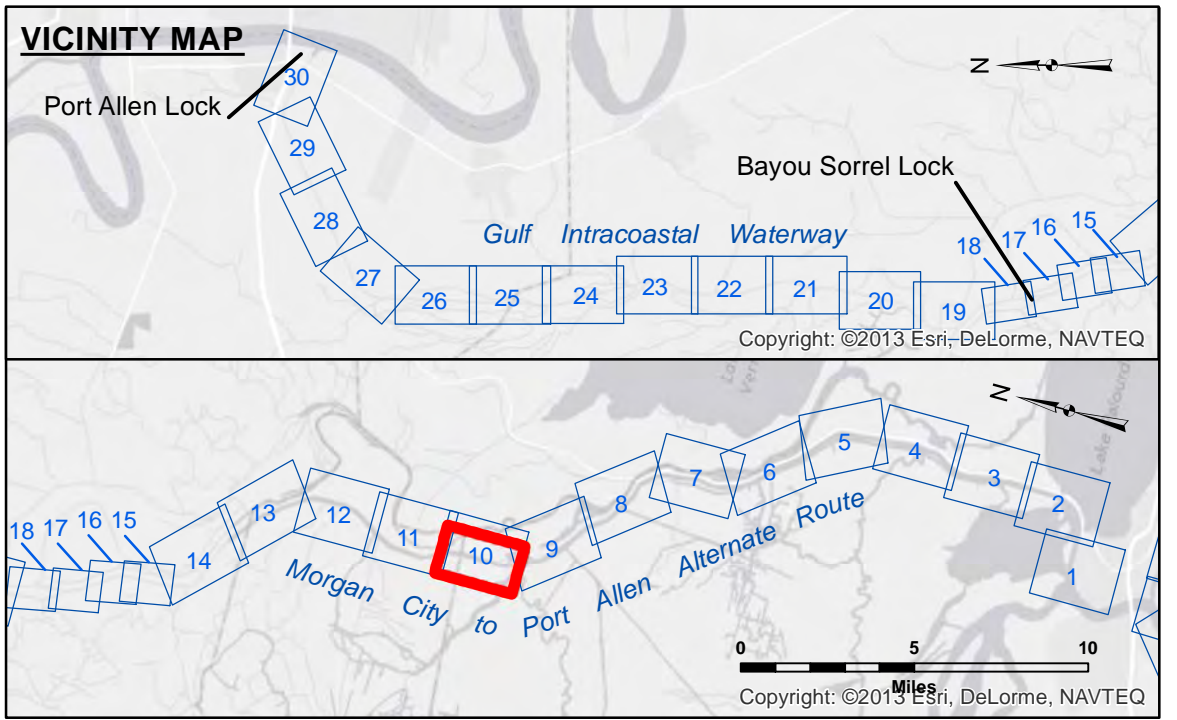 VICINITY MAP
30
N
Port Allen Lock
29
Bayou Sorrel Lock
28
Gulf Intracoastal Waterway
18 17 16 15
27
26 25 24 23 22 21 20 19
Copyright: ©2013 Esri, DeLorme, NAVTEQ
N
5
4
3
7
6
2
8
13
12
11
10
9
18 17 16 15
14
1
Morgan City to Port Allen Alternate Route
0 5 10
Miles
Copyright: ©2013 Esri, DeLorme, NAVTEQ